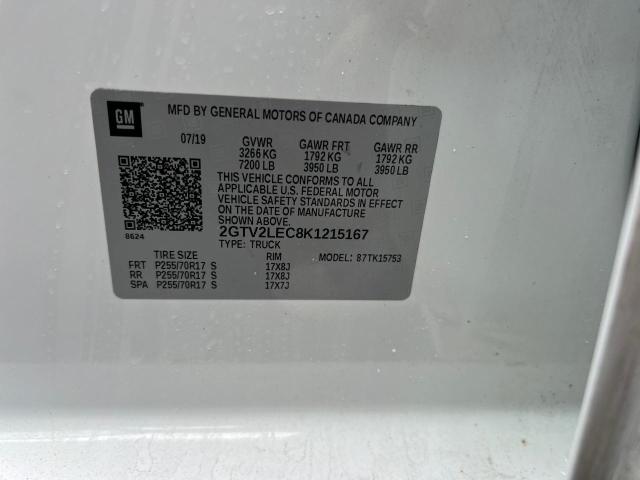 GM
MFD BY GENERAL MOTORS OF CANADA COMPANY
07/19 GVWR GAWR FRT GAWR RR
3266 KG 1792 KG 1792 KG
7200 LB 3950 LB 3950 LB
THIS VEHICLE CONFORMS TO ALL
APPLICABLE U.S. FEDERAL MOTOR
VEHICLE SAFETY STANDARDS IN EFFECT
ON THE DATE OF MANUFACTURE
SHOWN ABOVE.
8624 2GTV2LEC8K1215167
TYPE: TRUCK
TIRE SIZE RIM MODEL: 87TK15753
FRT P255/70R17 S 17X8J
RR P255/70R17 S 17X8J
SPA P255/70R17 S 17X7J